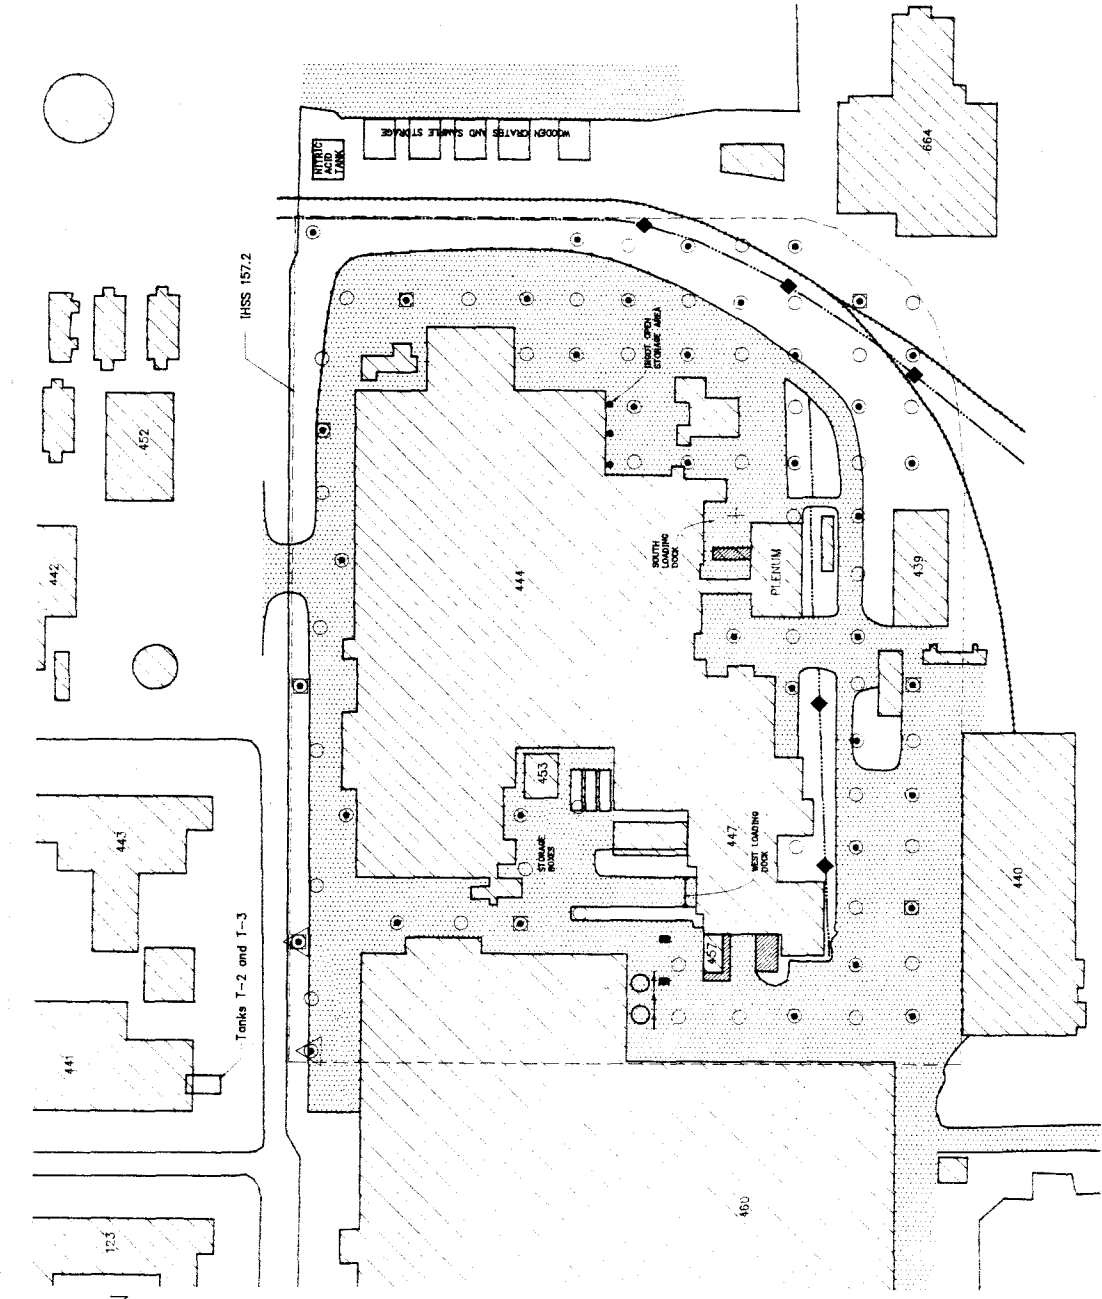 WOODEN CRATES AND SAMPLE STORAGE
NITRIC
ACID
TANK
664
IHSS 157.2
INGOT OPEN
STORAGE AREA
452
442
444
SOUTH
LOADING
DOCK
PLENUM
439
453
STORAGE
BOXES
447
WEST LOADING
DOCK
443
440
457
Tanks T-2 and T-3
441
460
123